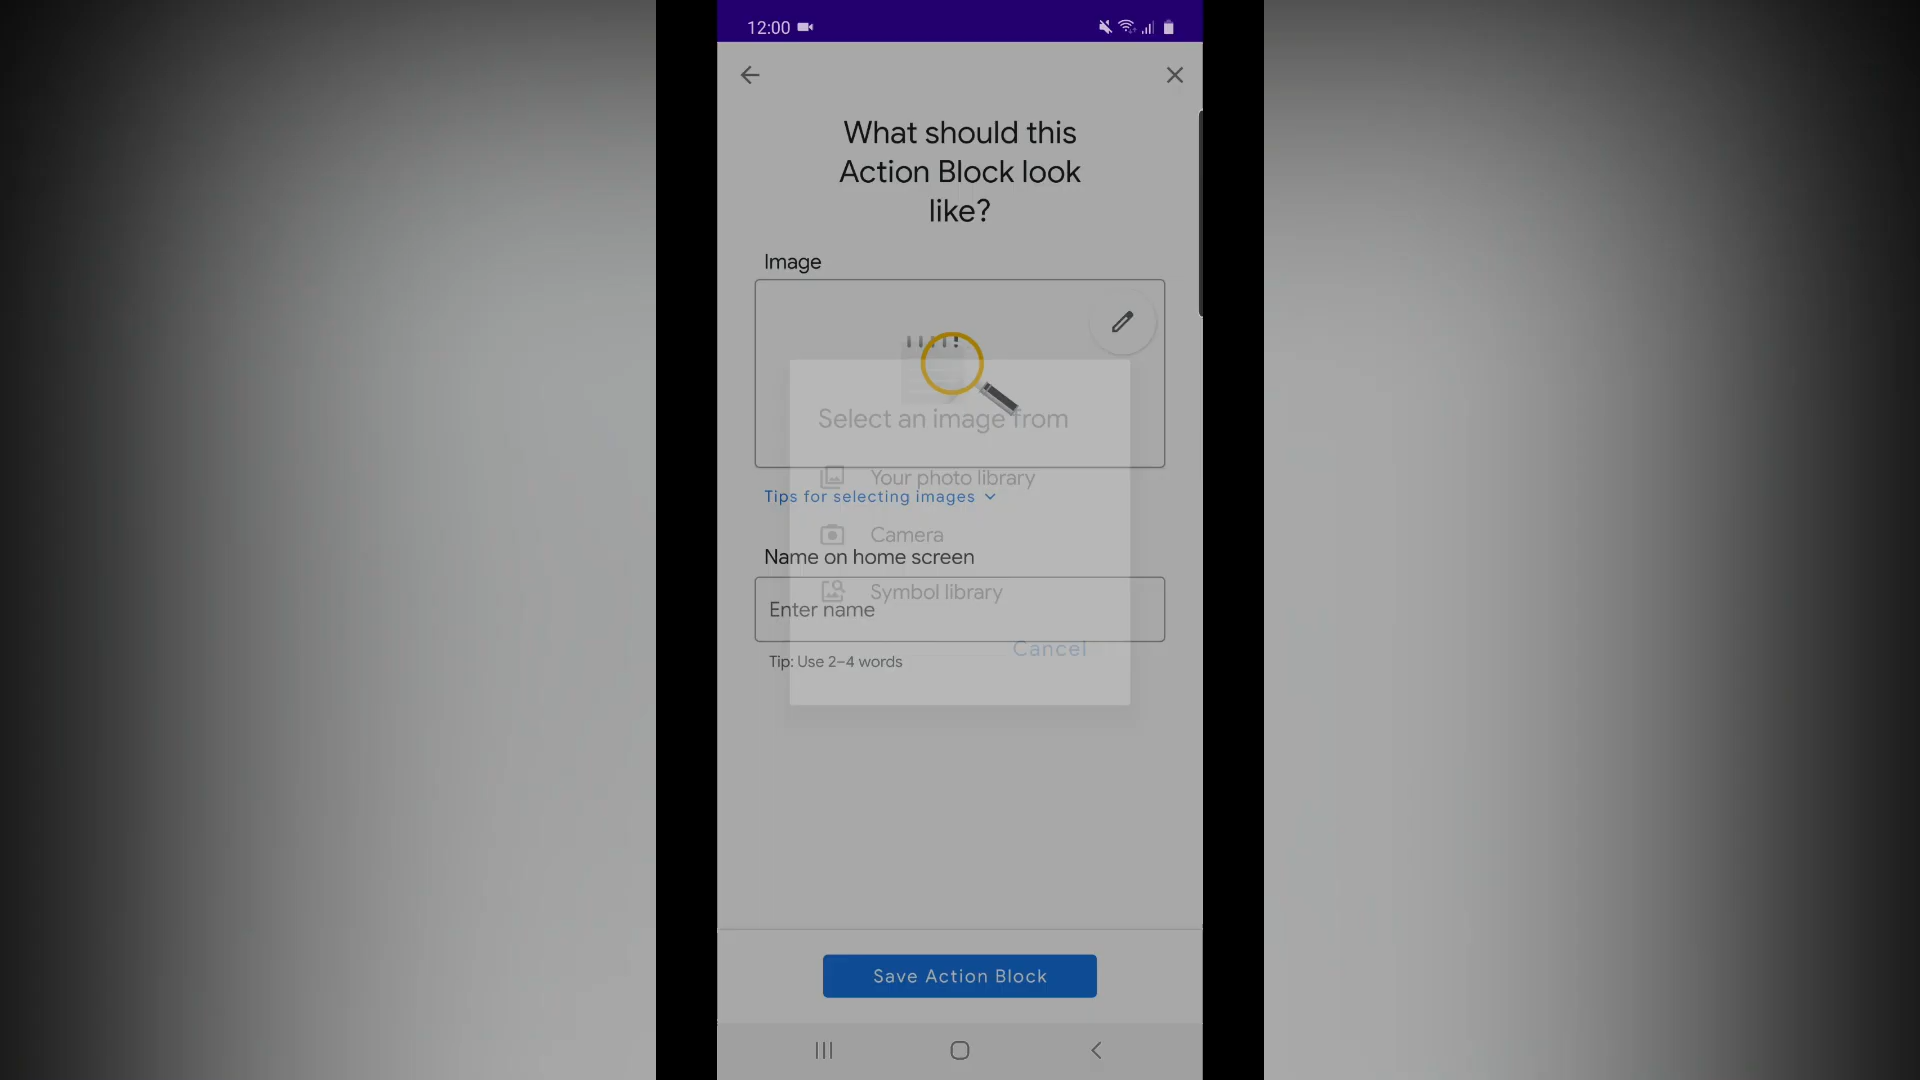 12:00
What should this
Action Block look
like?
Image
Select an image from
Your photo library
Tips for selecting images
Camera
Name on home screen
Symbol library
Enter name
Cancel
Tip: Use 2–4 words
Save Action Block